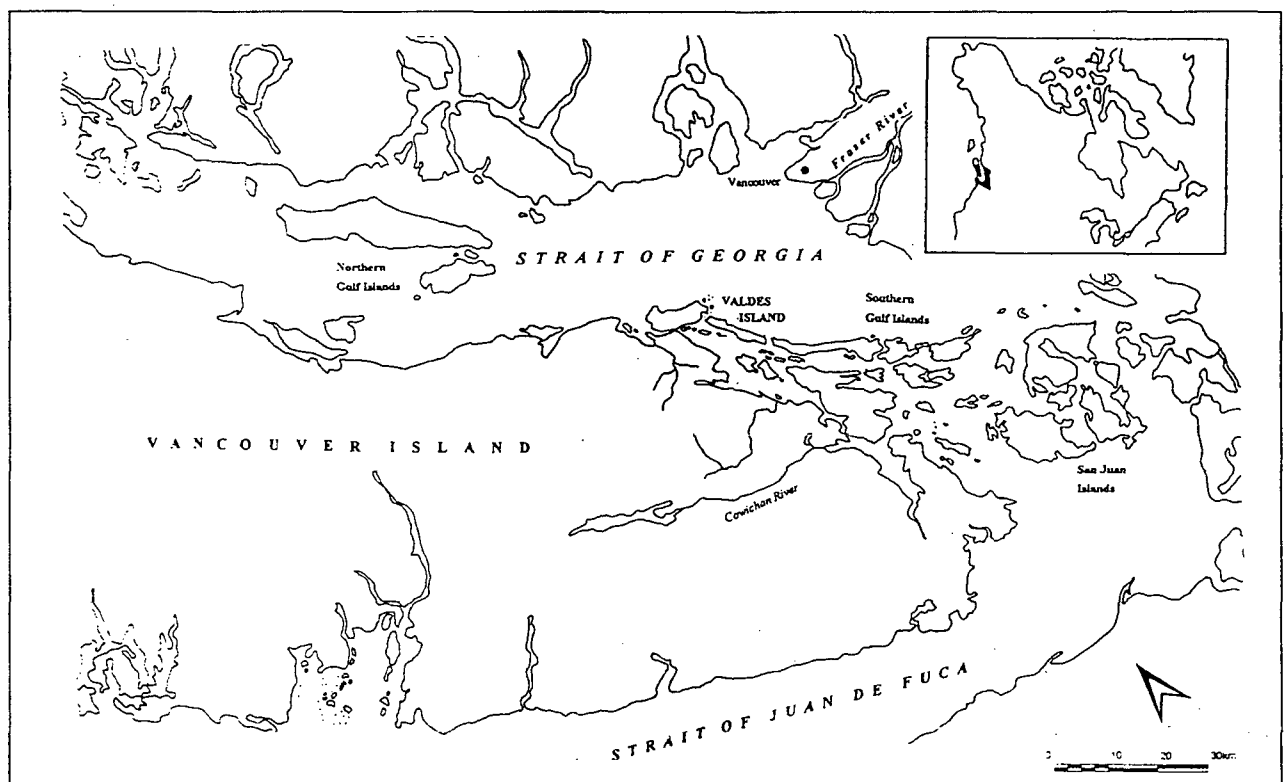 Fraser River
Vancouver
STRAIT OF GEORGIA
Northern
Gulf Islands
VALDES
ISLAND
Southern
Gulf Islands
VANCOUVER ISLAND
San Juan
Islands
Cowichan River
STRAIT OF JUAN DE FUCA
0 10 20 30km